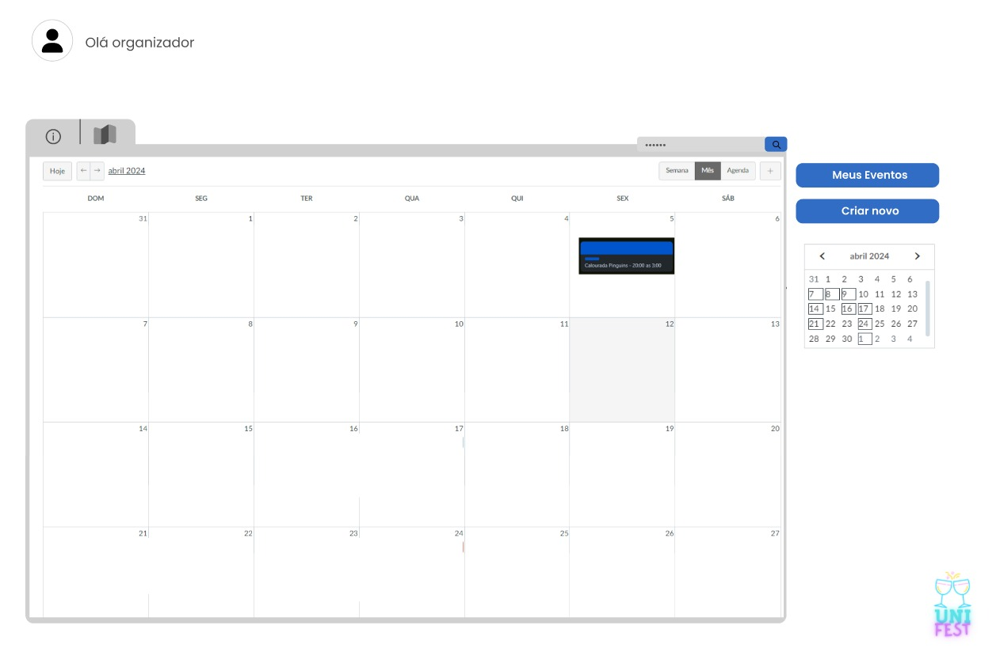 Olá organizador
••••••
Hoje ← → abril 2024 Semana Mês Agenda +
Meus Eventos
Criar novo
DOM SEG TER QUA QUI SEX SÁB
31 1 2 3 4 5 6
Calourada Pinguins - 20:00 as 3:00
7 8 9 10 11 12 13
14 15 16 17 18 19 20
21 22 23 24 25 26 27
abril 2024
31 1 2 3 4 5 6
7 8 9 10 11 12 13
14 15 16 17 18 19 20
21 22 23 24 25 26 27
28 29 30 1 2 3 4
UNI
FEST